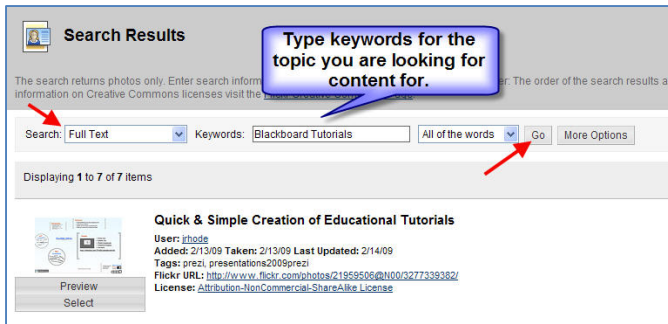 Search Results
Type keywords for the
topic you are looking for
content for.
The search returns photos only. Enter search inform er: The order of the search results a
information on Creative Commons licenses visit the
Search: Full Text Keywords: Blackboard Tutorials All of the words Go More Options
Displaying 1 to 7 of 7 items
Quick & Simple Creation of Educational Tutorials
User: jrhode
Added: 2/13/09 Taken: 2/13/09 Last Updated: 2/14/09
Tags: prezi, presentations2009prezi
Flickr URL: http://www.flickr.com/photos/21959506@N00/3277339382/
License: Attribution-NonCommercial-ShareAlike License
Preview
Select